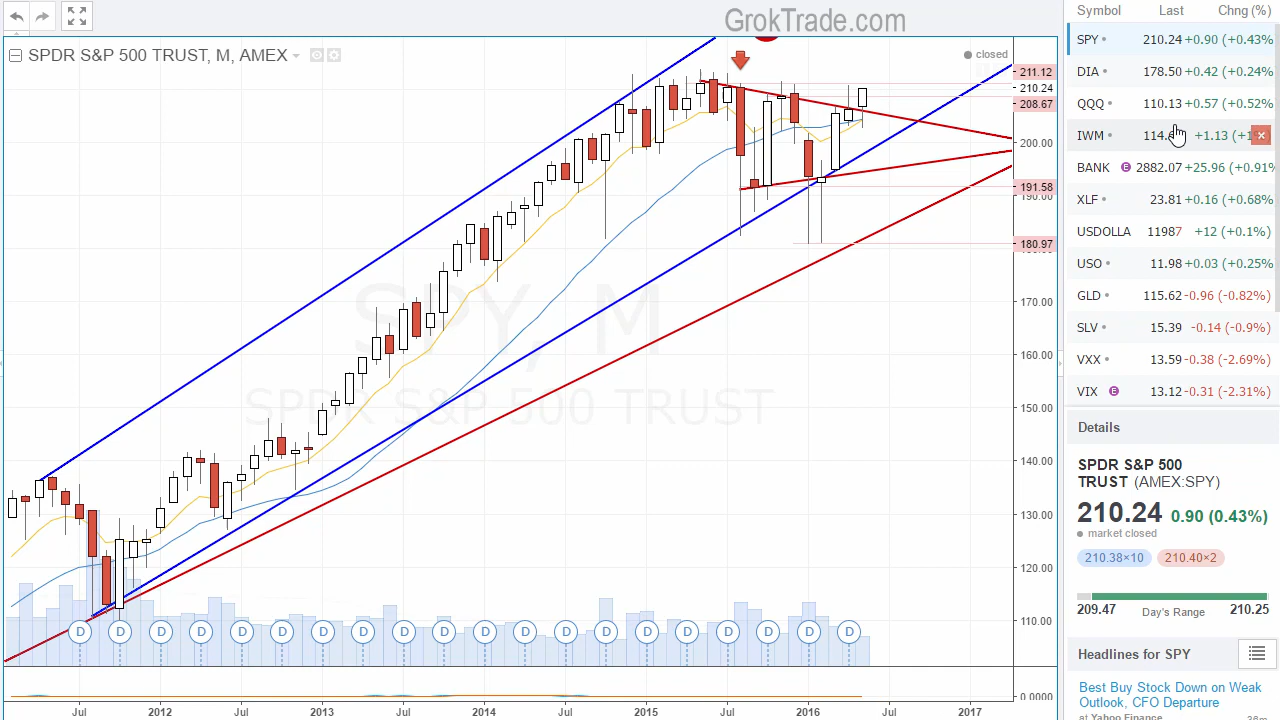 GrokTrade.com
SPDR S&P 500 TRUST, M, AMEX
closed
SPY, M
SPDR S&P 500 TRUST
211.12
210.24
208.67
200.00
191.58
190.00
180.97
170.00
160.00
150.00
140.00
130.00
120.00
110.00
0.0000
D D D D D D D D D D D D D D D D D D D D
Jul 2012 Jul 2013 Jul 2014 Jul 2015 Jul 2016 Jul 2017
Symbol Last Chng (%)
SPY 210.24 +0.90 (+0.43%
DIA 178.50 +0.42 (+0.24%)
QQQ 110.13 +0.57 (+0.52%)
IWM +1.13
BANK E 2882.07 +25.96 (+0.91%
XLF 23.81 +0.16 (+0.68%)
USDOLLA 11987 +12 (+0.1%)
USO 11.98 +0.03 (+0.25%)
GLD 115.62 -0.96 (-0.82%)
SLV 15.39 -0.14 (-0.9%)
VXX 13.59 -0.38 (-2.69%)
VIX E 13.12 -0.31 (-2.31%)
Details
SPDR S&P 500
TRUST (AMEX:SPY)
210.24 0.90 (0.43%)
market closed
210.38×10 210.40×2
209.47 Day's Range 210.25
Headlines for SPY
Best Buy Stock Down on Weak
Outlook, CFO Departure
at Yahoo Finance 36m